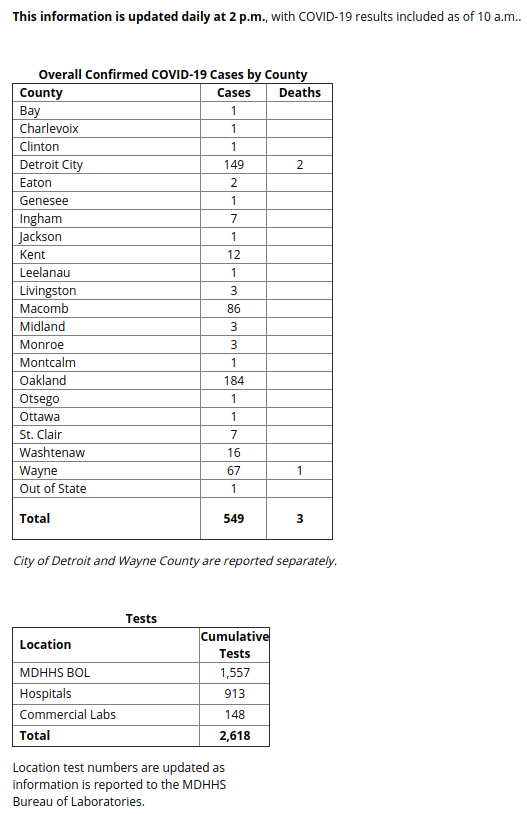 This information is updated daily at 2 p.m., with COVID-19 results included as of 10 a.m..
Overall Confirmed COVID-19 Cases by County
County Cases Deaths
Bay 1
Charlevoix 1
Clinton 1
Detroit City 149 2
Eaton 2
Genesee 1
Ingham 7
Jackson 1
Kent 12
Leelanau 1
Livingston 3
Macomb 86
Midland 3
Monroe 3
Montcalm 1
Oakland 184
Otsego 1
Ottawa 1
St. Clair 7
Washtenaw 16
Wayne 67 1
Out of State 1
Total 549 3
City of Detroit and Wayne County are reported separately.
Tests
Location Cumulative
Tests
MDHHS BOL 1,557
Hospitals 913
Commercial Labs 148
Total 2,618
Location test numbers are updated as
information is reported to the MDHHS
Bureau of Laboratories.